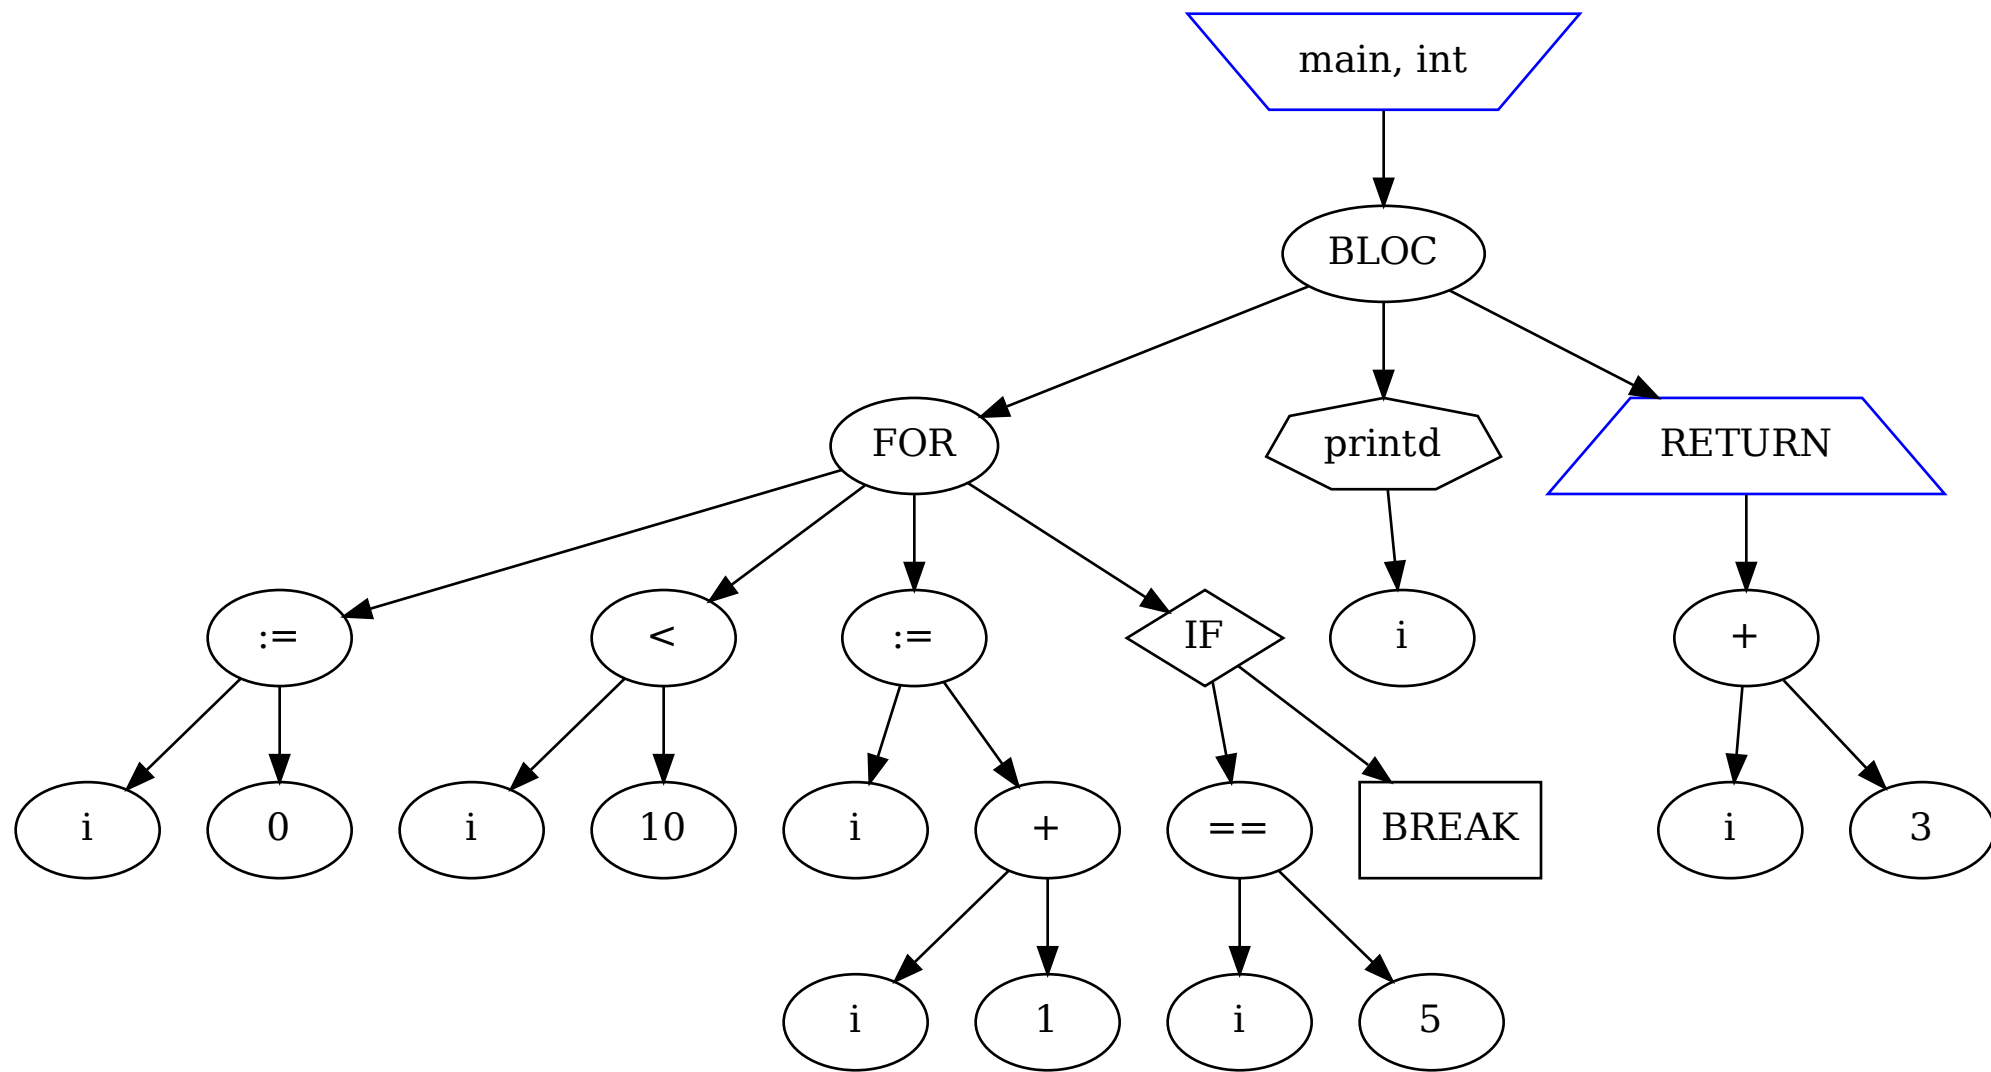 main, int
BLOC
FOR
printd
RETURN
:=
<
:=
IF
i
+
i
0
i
10
i
+
==
BREAK
i
3
i
1
i
5